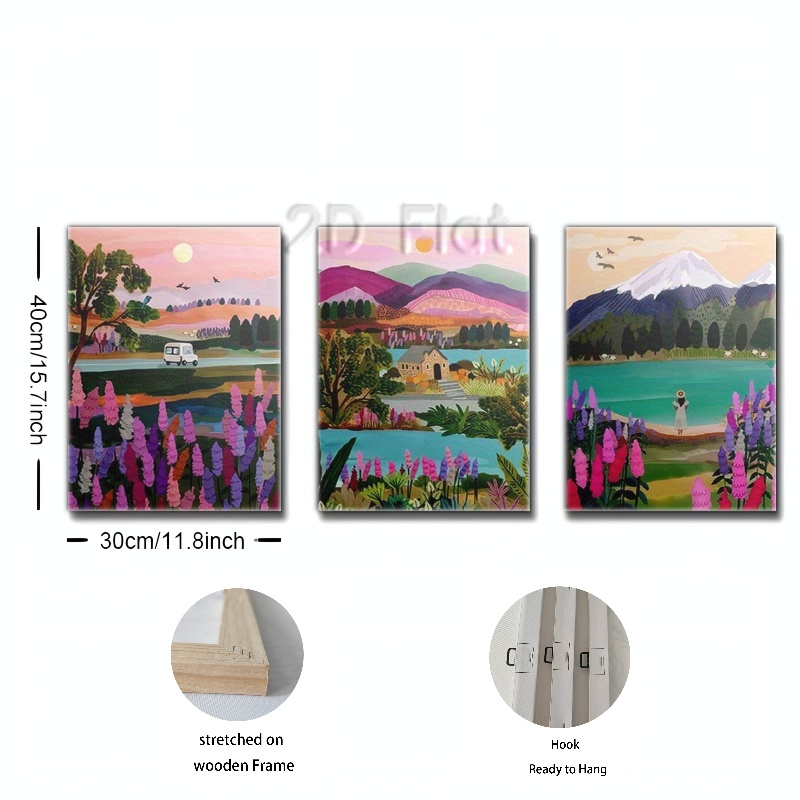 2D Flat
40cm/15.7inch
30cm/11.8inch
stretched on
wooden Frame
Hook
Ready to Hang